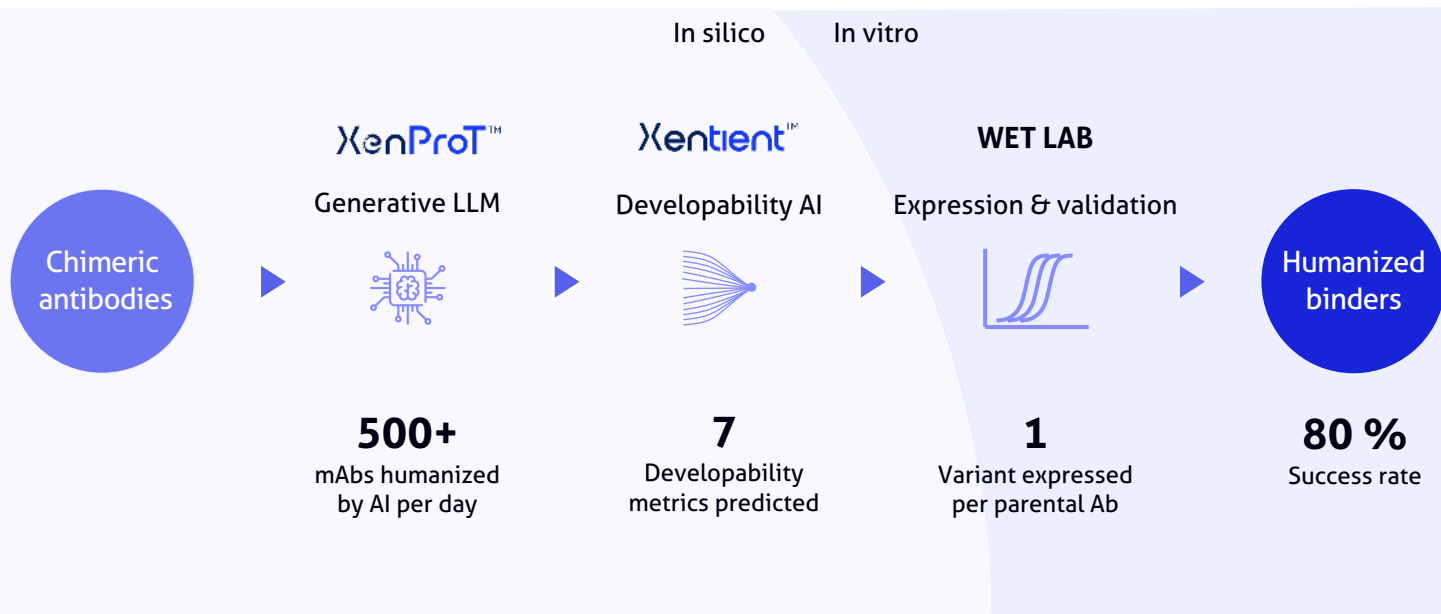 In silico
In vitro
XenProT™
Xentient™
WET LAB
Generative LLM
Developability AI
Expression & validation
Chimeric
antibodies
Humanized
binders
500+
mAbs humanized
by AI per day
7
Developability
metrics predicted
1
Variant expressed
per parental Ab
80 %
Success rate